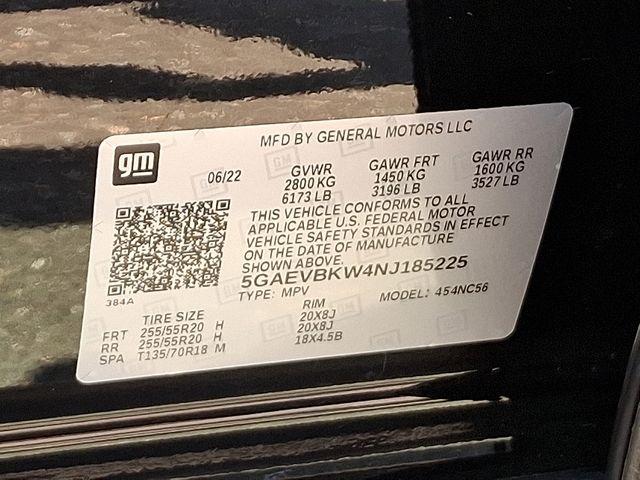 MFD BY GENERAL MOTORS LLC
gm
06/22 GVWR GAWR FRT GAWR RR
2800 KG 1450 KG 1600 KG
6173 LB 3196 LB 3527 LB
THIS VEHICLE CONFORMS TO ALL
APPLICABLE U.S. FEDERAL MOTOR
VEHICLE SAFETY STANDARDS IN EFFECT
ON THE DATE OF MANUFACTURE
SHOWN ABOVE.
5GAEVBKW4NJ185225
384A
TYPE: MPV MODEL: 454NC56
TIRE SIZE RIM
FRT 255/55R20 H 20X8J
RR 255/55R20 H 20X8J
SPA T135/70R18 M 18X4.5B